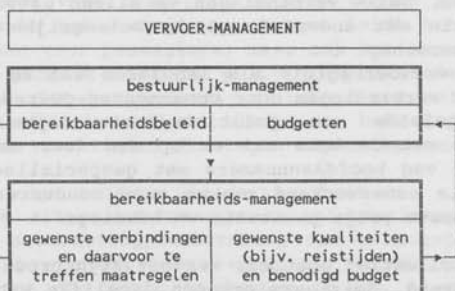 VERVOER-MANAGEMENT
bestuurlijk-management
bereikbaarheidsbeleid
budgetten
bereikbaarheids-management
gewenste verbindingen
en daarvoor te
treffen maatregelen
gewenste kwaliteiten
(bijv. reistijden)
en benodigd budget